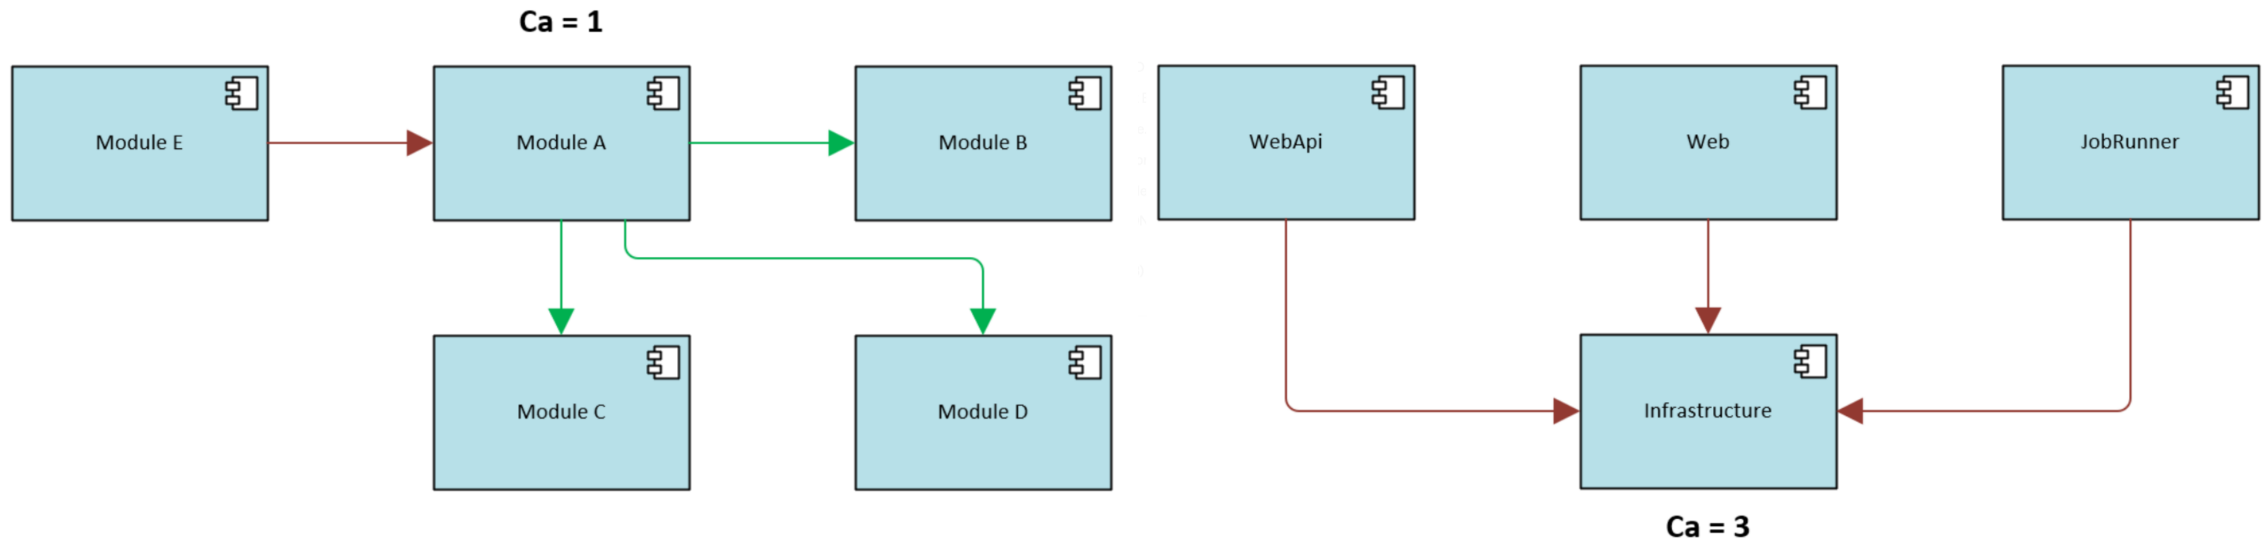 Ca = 1
Module E
Module A
Module B
WebApi
Web
JobRunner
Module C
Module D
Infrastructure
Ca = 3